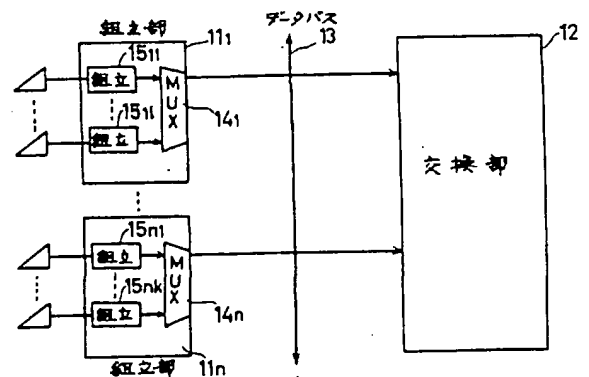 組立部
11₁
データバス
13
12
15₁₁
組立
MUX
14₁
15₁ₗ
組立
交換部
15n₁
組立
MUX
14n
15nk
組立
11n
組立部